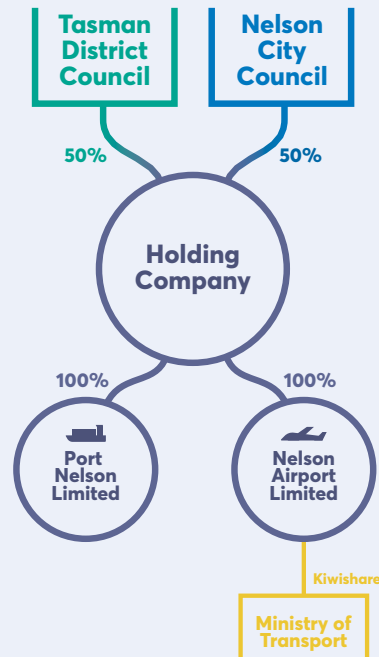 Tasman
District
Council
Nelson
City
Council
50%
50%
Holding
Company
100%
100%
Port
Nelson
Limited
Nelson
Airport
Limited
Kiwishare
Ministry of
Transport